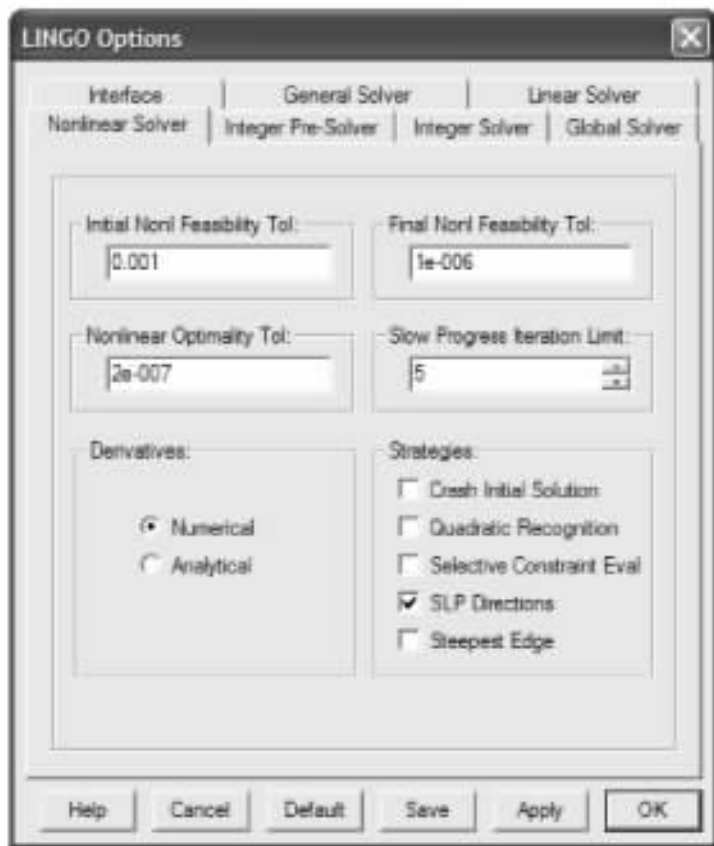 LINGO Options
Interface General Solver Linear Solver
Nonlinear Solver Integer Pre-Solver Integer Solver Global Solver
Initial Nonl Feasibility Tol: Final Nonl Feasibility Tol:
0.001 1e-006
Nonlinear Optimality Tol: Slow Progress Iteration Limit:
2e-007 5
Derivatives: Strategies:
Crash Initial Solution
Numerical Quadratic Recognition
Analytical Selective Constraint Eval
SLP Directions
Steepest Edge
Help Cancel Default Save Apply OK